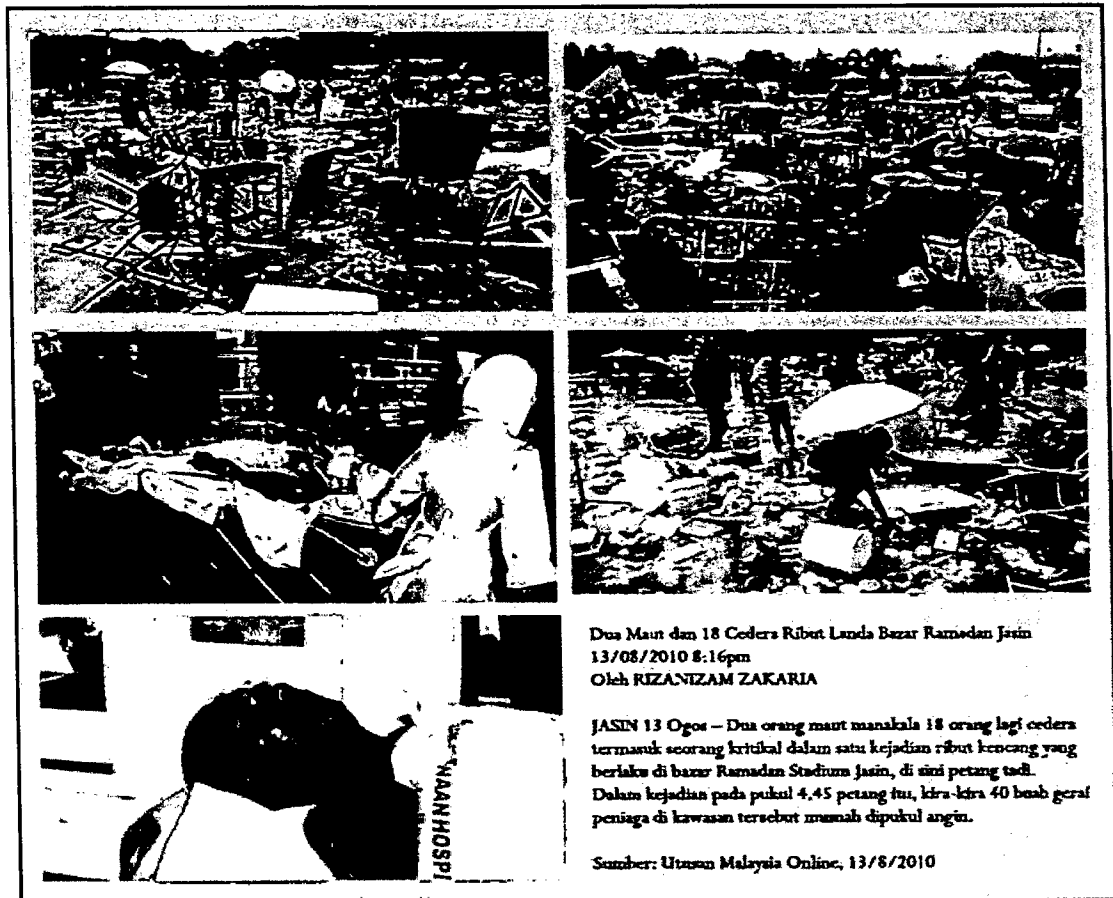 NAANHOSPI
Dua Maut dan 18 Cedera Ribut Landa Bazar Ramadan Jasin
13/08/2010 8:16pm
Oleh RIZANIZAM ZAKARIA
JASIN 13 Ogos – Dua orang maut manakala 18 orang lagi cedera
termasuk seorang kritikal dalam satu kejadian ribut kencang yang
berlaku di bazar Ramadan Stadium Jasin, di sini petang tadi.
Dalam kejadian pada pukul 4.45 petang itu, kira-kira 40 buah gerai
peniaga di kawasan tersebut musnah dipukul angin.
Sumber: Utusan Malaysia Online, 13/8/2010